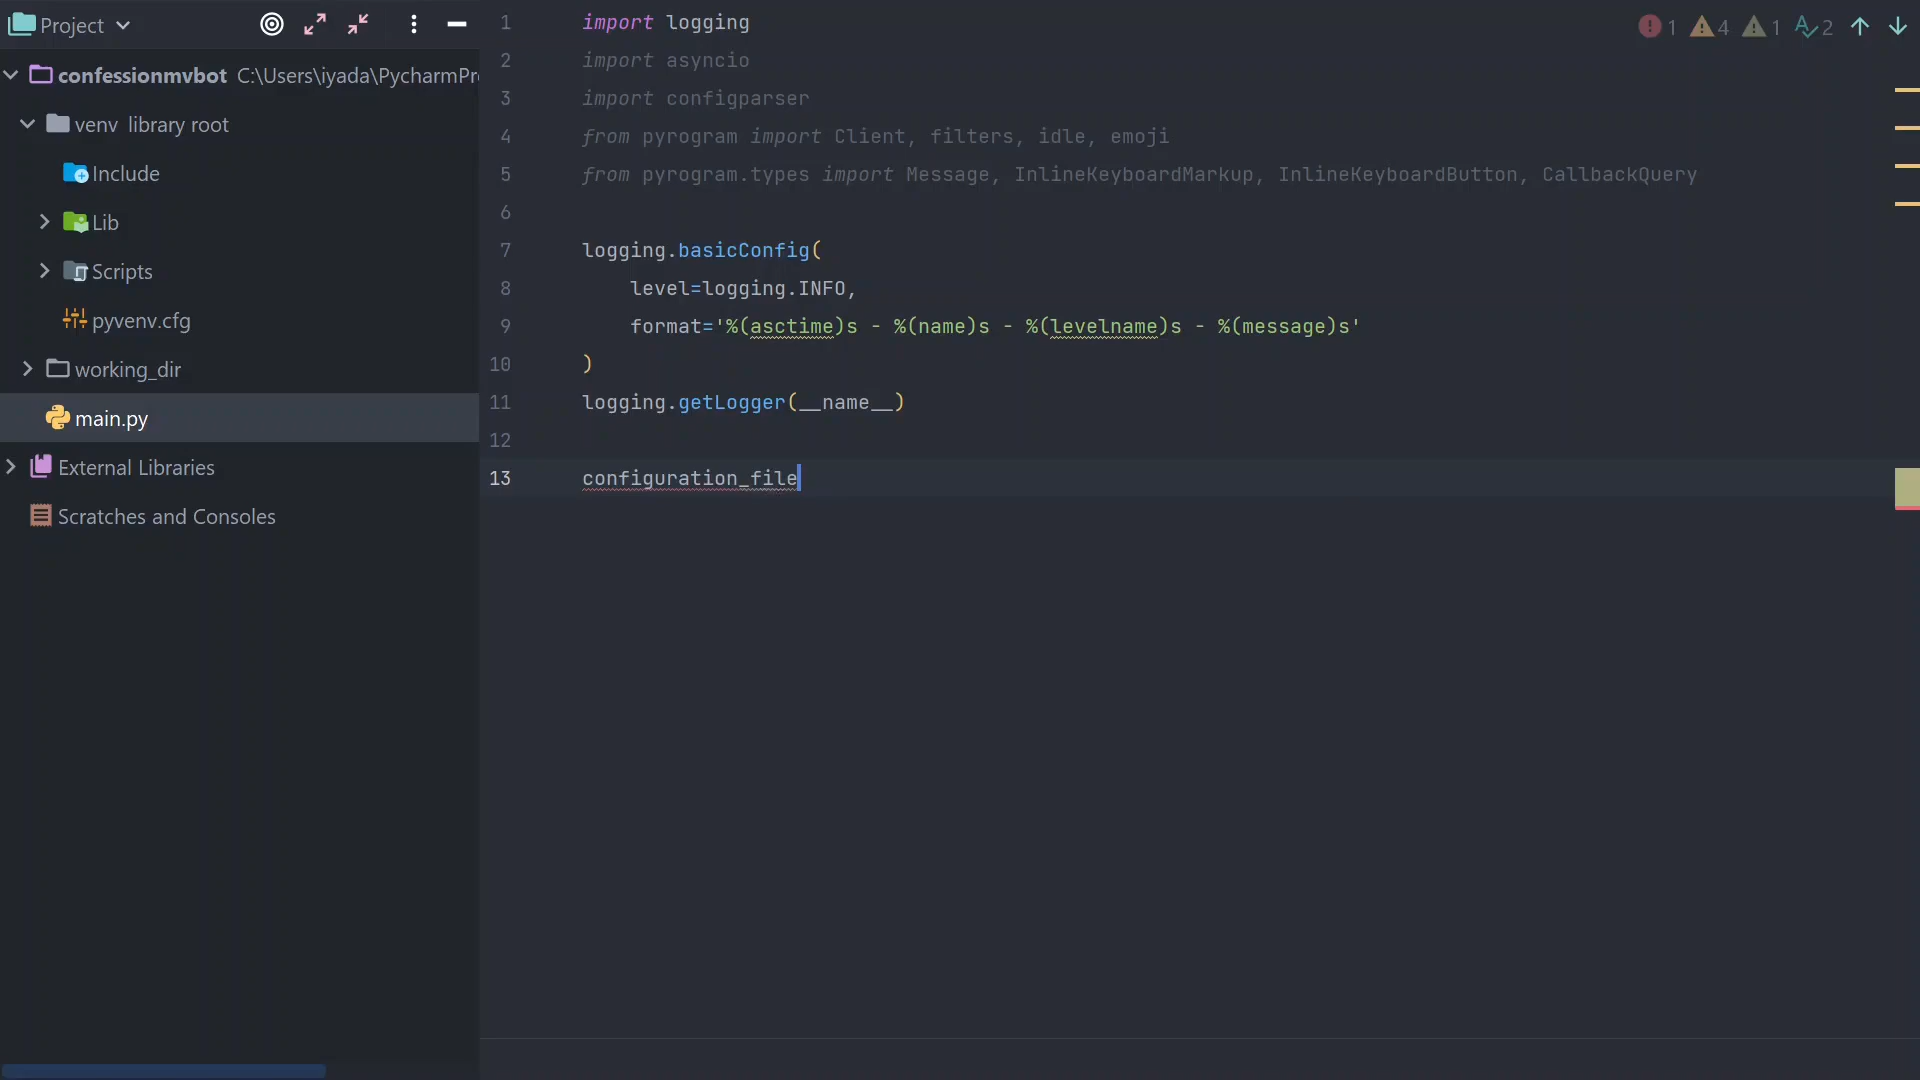 Project
confessionmvbot C:\Users\iyada\PycharmPr
venv library root
Include
Lib
Scripts
pyvenv.cfg
working_dir
main.py
External Libraries
Scratches and Consoles
1 import logging
2 import asyncio
3 import configparser
4 from pyrogram import Client, filters, idle, emoji
5 from pyrogram.types import Message, InlineKeyboardMarkup, InlineKeyboardButton, CallbackQuery
6
7 logging.basicConfig(
8 level=logging.INFO,
9 format='%(asctime)s - %(name)s - %(levelname)s - %(message)s'
10 )
11 logging.getLogger(__name__)
12
13 configuration_file
1 4 1 2